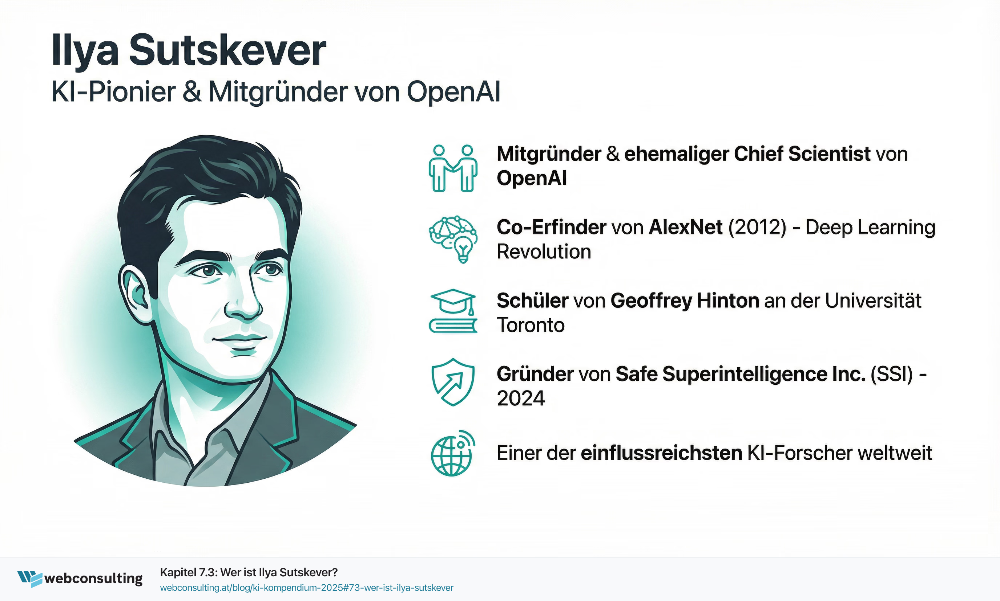 Ilya Sutskever
KI-Pionier & Mitgründer von OpenAI
Mitgründer & ehemaliger Chief Scientist von
OpenAI
Co-Erfinder von AlexNet (2012) - Deep Learning
Revolution
Schüler von Geoffrey Hinton an der Universität
Toronto
Gründer von Safe Superintelligence Inc. (SSI) -
2024
Einer der einflussreichsten KI-Forscher weltweit
webconsulting
Kapitel 7.3: Wer ist Ilya Sutskever?
webconsulting.at/blog/ki-kompendium-2025#73-wer-ist-ilya-sutskever